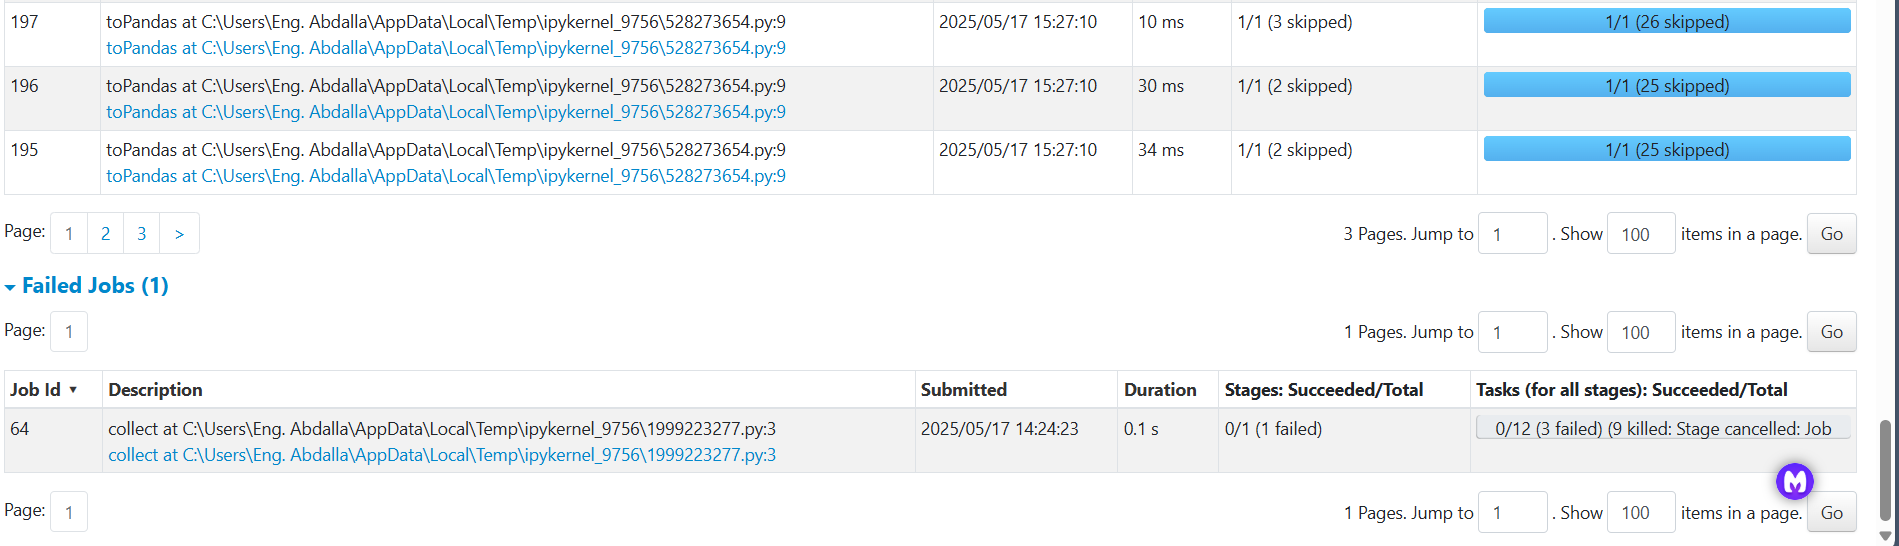 197 toPandas at C:\Users\Eng. Abdalla\AppData\Local\Temp\ipykernel_9756\528273654.py:9 2025/05/17 15:27:10 10 ms 1/1 (3 skipped) 1/1 (26 skipped)
toPandas at C:\Users\Eng. Abdalla\AppData\Local\Temp\ipykernel_9756\528273654.py:9
196 toPandas at C:\Users\Eng. Abdalla\AppData\Local\Temp\ipykernel_9756\528273654.py:9 2025/05/17 15:27:10 30 ms 1/1 (2 skipped) 1/1 (25 skipped)
toPandas at C:\Users\Eng. Abdalla\AppData\Local\Temp\ipykernel_9756\528273654.py:9
195 toPandas at C:\Users\Eng. Abdalla\AppData\Local\Temp\ipykernel_9756\528273654.py:9 2025/05/17 15:27:10 34 ms 1/1 (2 skipped) 1/1 (25 skipped)
toPandas at C:\Users\Eng. Abdalla\AppData\Local\Temp\ipykernel_9756\528273654.py:9
Page: 1 2 3 > 3 Pages. Jump to 1 . Show 100 items in a page. Go
Failed Jobs (1)
Page: 1 1 Pages. Jump to 1 . Show 100 items in a page. Go
Job Id ▾ Description Submitted Duration Stages: Succeeded/Total Tasks (for all stages): Succeeded/Total
64 collect at C:\Users\Eng. Abdalla\AppData\Local\Temp\ipykernel_9756\1999223277.py:3 2025/05/17 14:24:23 0.1 s 0/1 (1 failed) 0/12 (3 failed) (9 killed: Stage cancelled: Job
collect at C:\Users\Eng. Abdalla\AppData\Local\Temp\ipykernel_9756\1999223277.py:3
Page: 1 1 Pages. Jump to 1 . Show 100 items in a page. Go